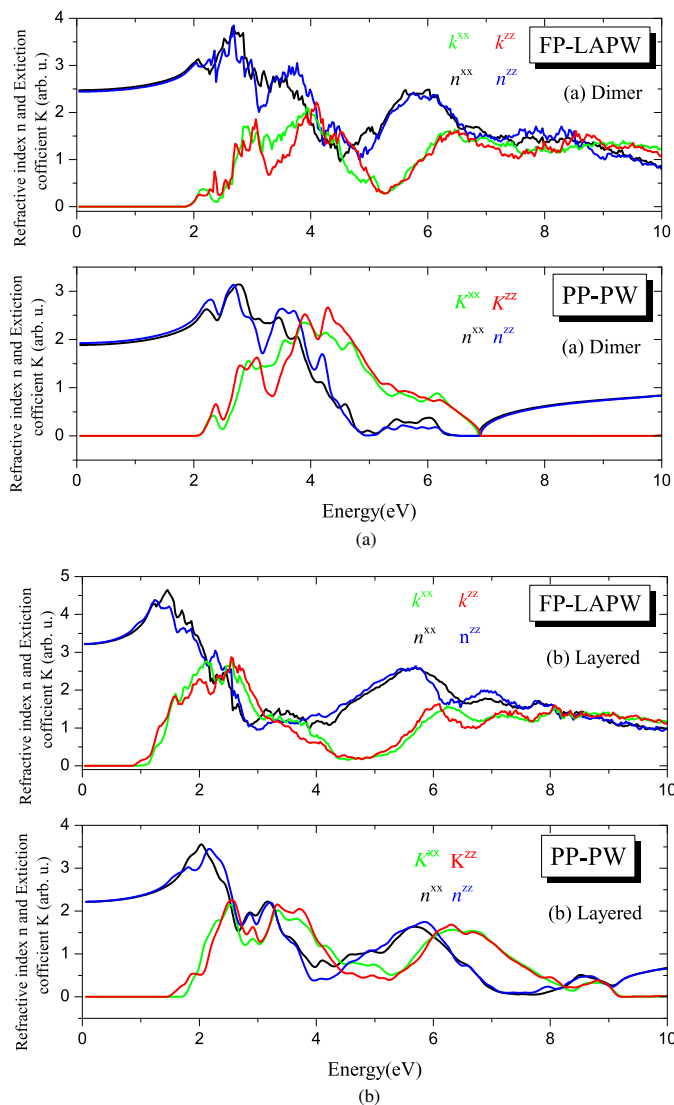 Refractive index n and Extiction
cofficient K (arb. u.)
4
3
2
1
0
k^xx k^zz
n^xx n^zz
FP-LAPW
(a) Dimer
0 2 4 6 8 10
Refractive index n and Extiction
cofficient K (arb. u.)
3
2
1
0
K^xx K^zz
n^xx n^zz
PP-PW
(a) Dimer
0 2 4 6 8 10
Energy(eV)
(a)
Refractive index n and Extiction
cofficient K (arb. u.)
5
4
3
2
1
0
k^xx k^zz
n^xx n^zz
FP-LAPW
(b) Layered
0 2 4 6 8 10
Refractive index n and Extiction
cofficient K (arb. u.)
4
3
2
1
0
K^xx K^zz
n^xx n^zz
PP-PW
(b) Layered
0 2 4 6 8 10
Energy(eV)
(b)